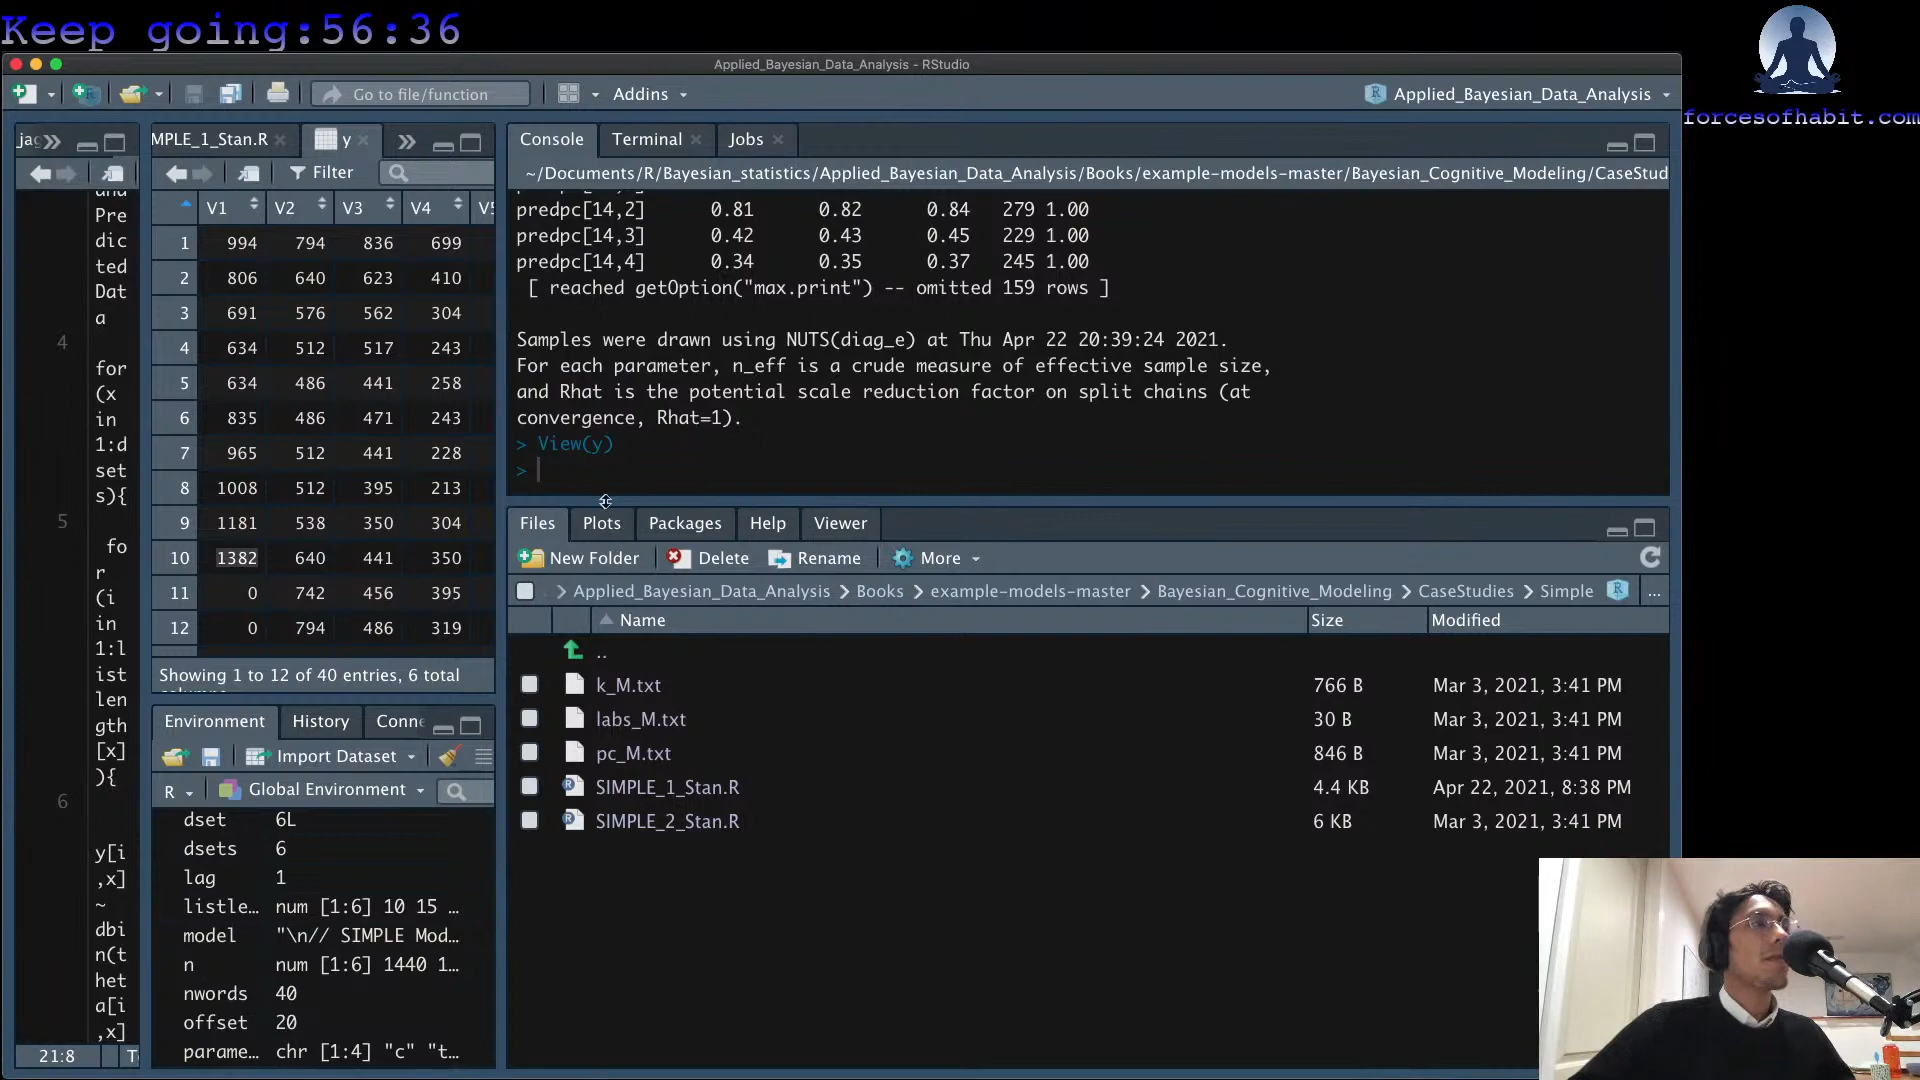 Keep going:56:36
forcesofhabit.com
Applied_Bayesian_Data_Analysis - RStudio
Go to file/function
Addins
Applied_Bayesian_Data_Analysis
jag
MPLE_1_Stan.R
y
Filter
V1 V2 V3 V4
1 994 794 836 699
2 806 640 623 410
3 691 576 562 304
4 634 512 517 243
5 634 486 441 258
6 835 486 471 243
7 965 512 441 228
8 1008 512 395 213
9 1181 538 350 304
10 1382 640 441 350
11 0 742 456 395
12 0 794 486 319
Showing 1 to 12 of 40 entries, 6 total
Pre
dic
ted
Dat
a
4
for
(x
in
1:d
set
s){
5
fo
r
(i
in
1:l
ist
len
gth
[x]
){
6
y[i
,x]
~
dbi
n(t
het
a[i
,x]
21:8
Environment History Conne
Import Dataset
R Global Environment
dset 6L
dsets 6
lag 1
listle… num [1:6] 10 15 …
model "\n// SIMPLE Mod…
n num [1:6] 1440 1…
nwords 40
offset 20
parame… chr [1:4] "c" "t…
Console Terminal Jobs
~/Documents/R/Bayesian_statistics/Applied_Bayesian_Data_Analysis/Books/example-models-master/Bayesian_Cognitive_Modeling/CaseStud
predpc[14,2] 0.81 0.82 0.84 279 1.00
predpc[14,3] 0.42 0.43 0.45 229 1.00
predpc[14,4] 0.34 0.35 0.37 245 1.00
[ reached getOption("max.print") -- omitted 159 rows ]
Samples were drawn using NUTS(diag_e) at Thu Apr 22 20:39:24 2021.
For each parameter, n_eff is a crude measure of effective sample size,
and Rhat is the potential scale reduction factor on split chains (at
convergence, Rhat=1).
> View(y)
>
Files Plots Packages Help Viewer
New Folder Delete Rename More
Applied_Bayesian_Data_Analysis Books example-models-master Bayesian_Cognitive_Modeling CaseStudies Simple ...
Name Size Modified
..
k_M.txt 766 B Mar 3, 2021, 3:41 PM
labs_M.txt 30 B Mar 3, 2021, 3:41 PM
pc_M.txt 846 B Mar 3, 2021, 3:41 PM
SIMPLE_1_Stan.R 4.4 KB Apr 22, 2021, 8:38 PM
SIMPLE_2_Stan.R 6 KB Mar 3, 2021, 3:41 PM